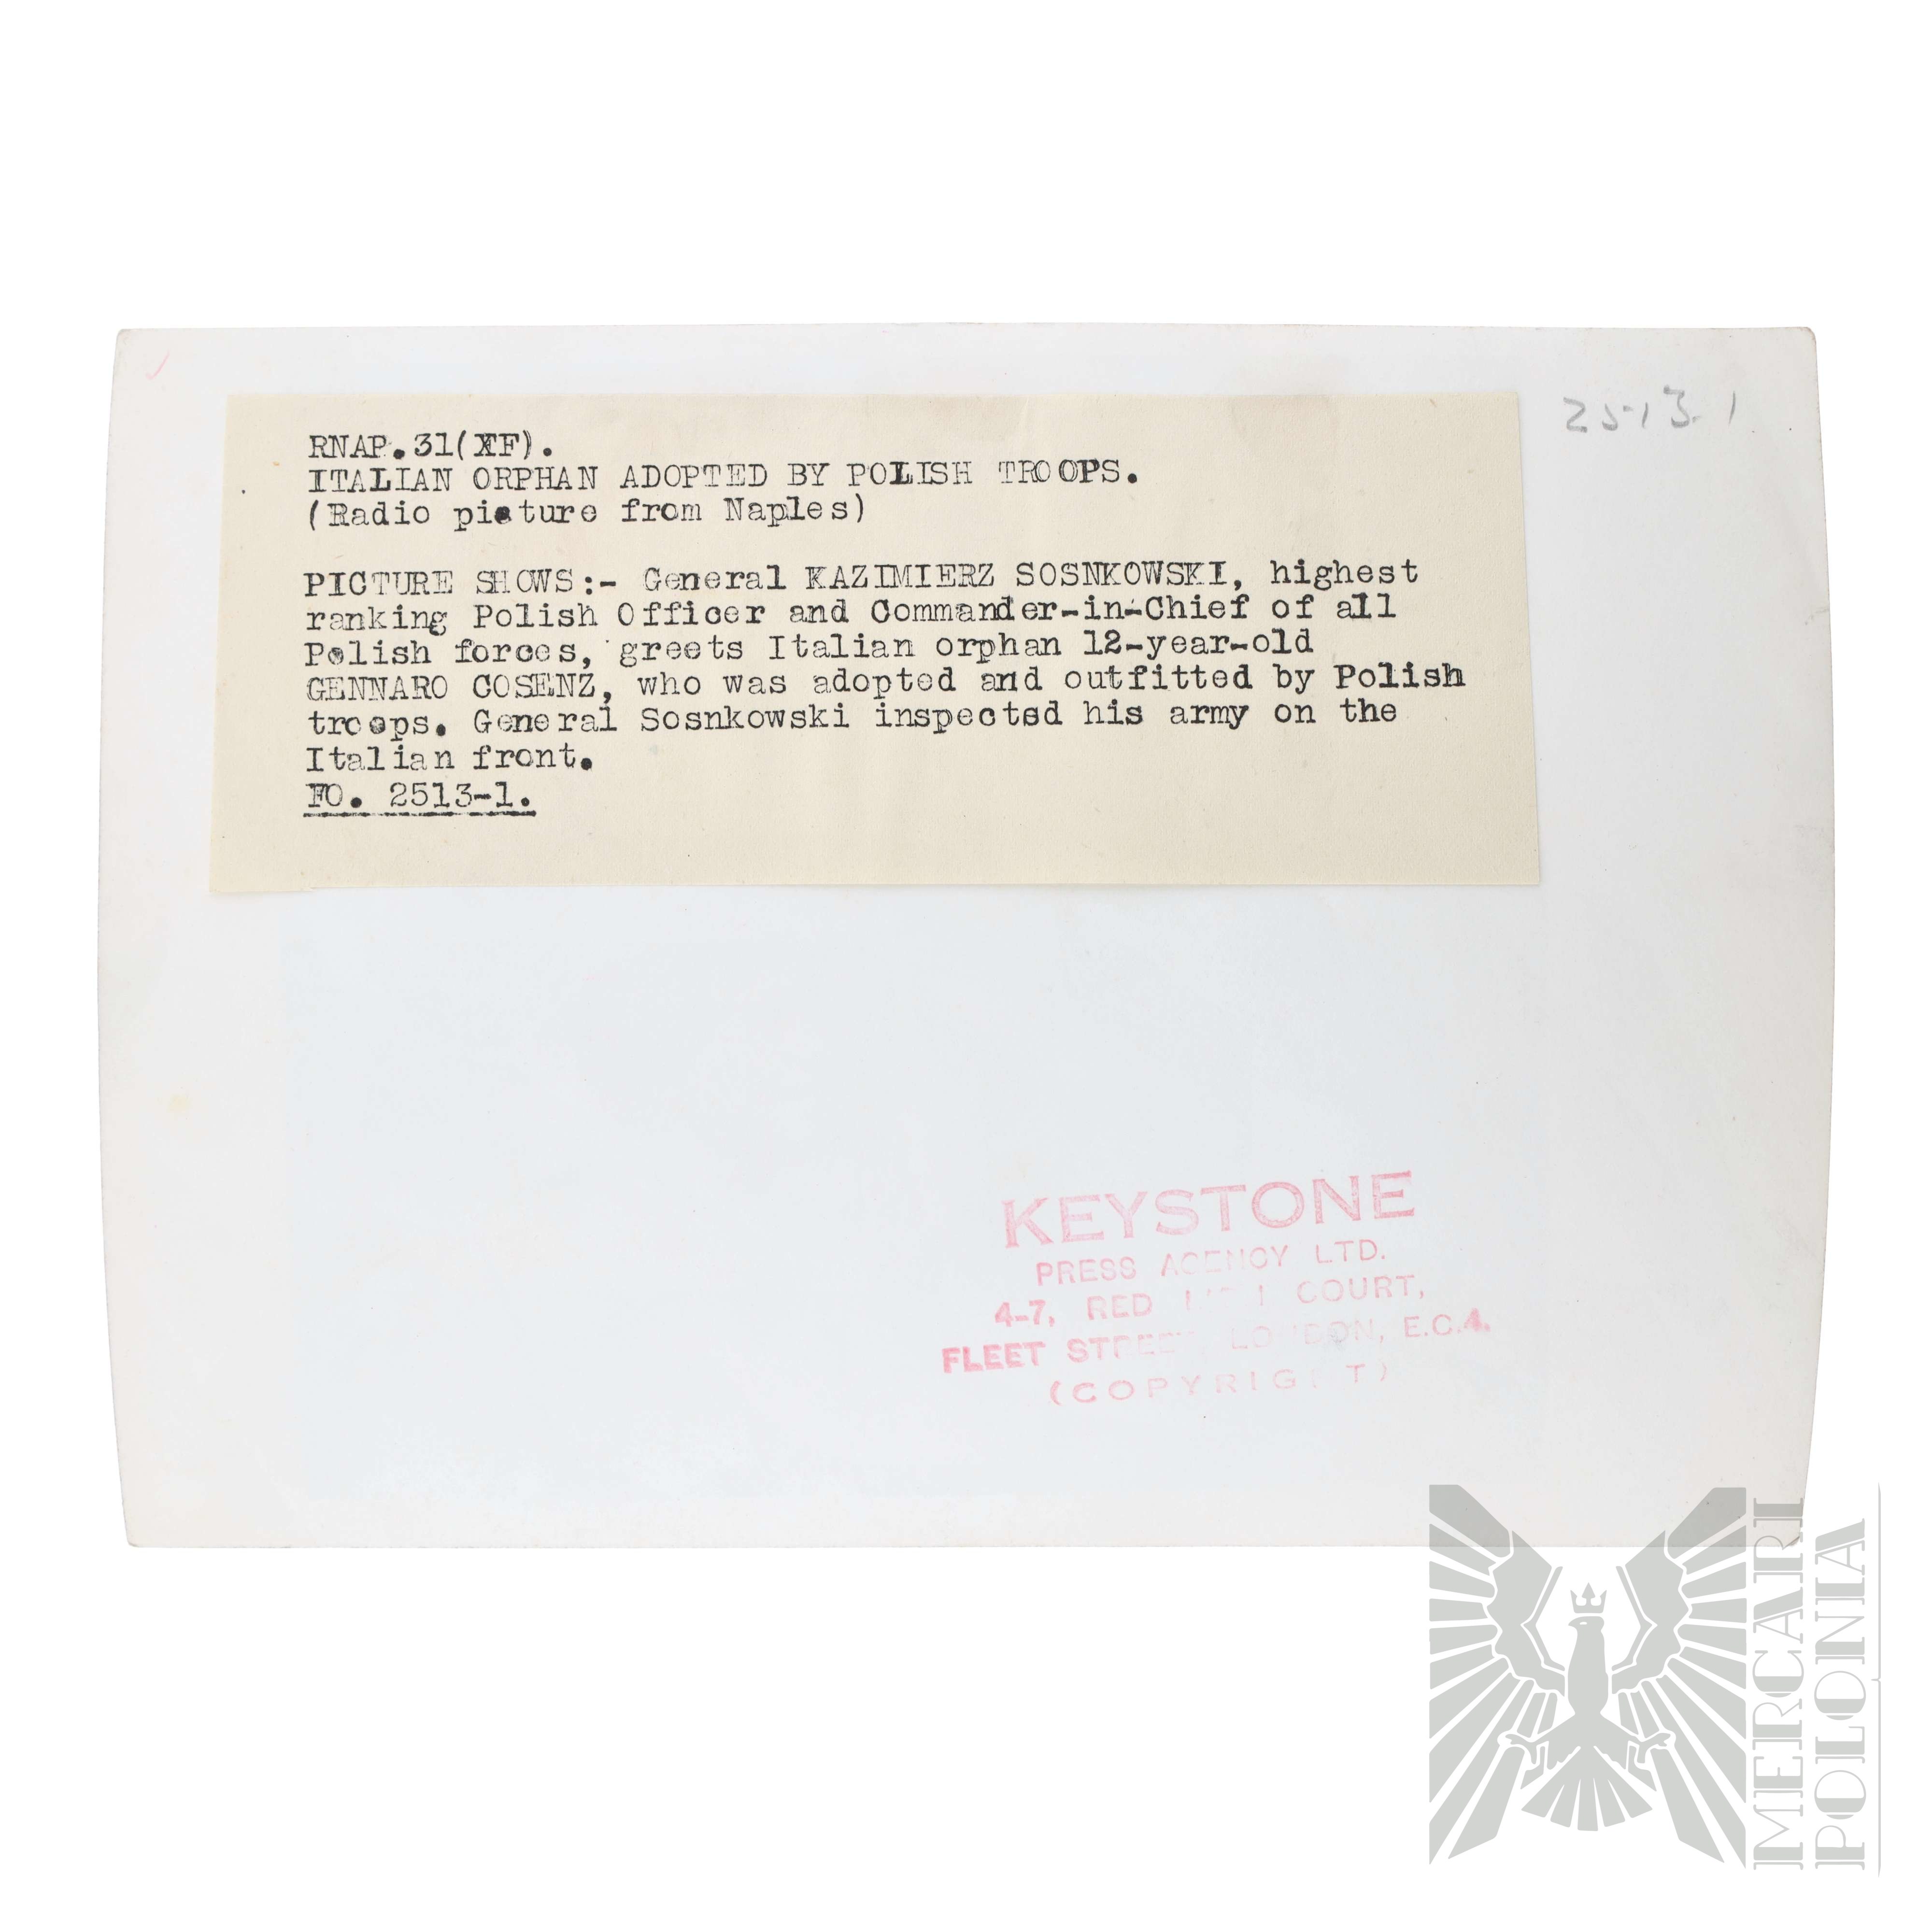 RNAP.31(XF).
ITALIAN ORPHAN ADOPTED BY POLISH TROOPS.
(Radio picture from Naples)
PICTURE SHOWS:- General KAZIMIERZ SOSNKOWSKI, highest
ranking Polish Officer and Commander-in-Chief of all
Polish forces, greets Italian orphan 12-year-old
GENNARO COSENZ, who was adopted and outfitted by Polish
troops. General Sosnkowski inspected his army on the
Italian front.
FO. 2513-1.
2513-1
KEYSTONE
PRESS AGENCY LTD.
4-7, RED COURT,
FLEET STREET LONDON, E.C.4.
(COPYRIGHT)
MERCARI
POLONIA